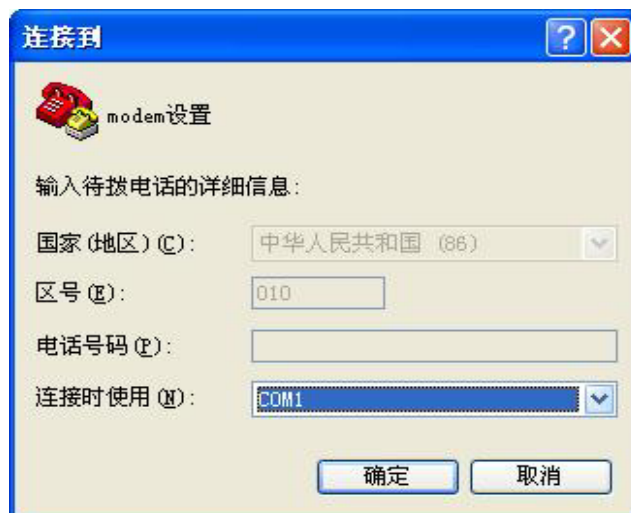 连接到
modem设置
输入待拨电话的详细信息:
国家(地区)(C): 中华人民共和国 (86)
区号(E): 010
电话号码(P):
连接时使用(N): COM1
确定 取消